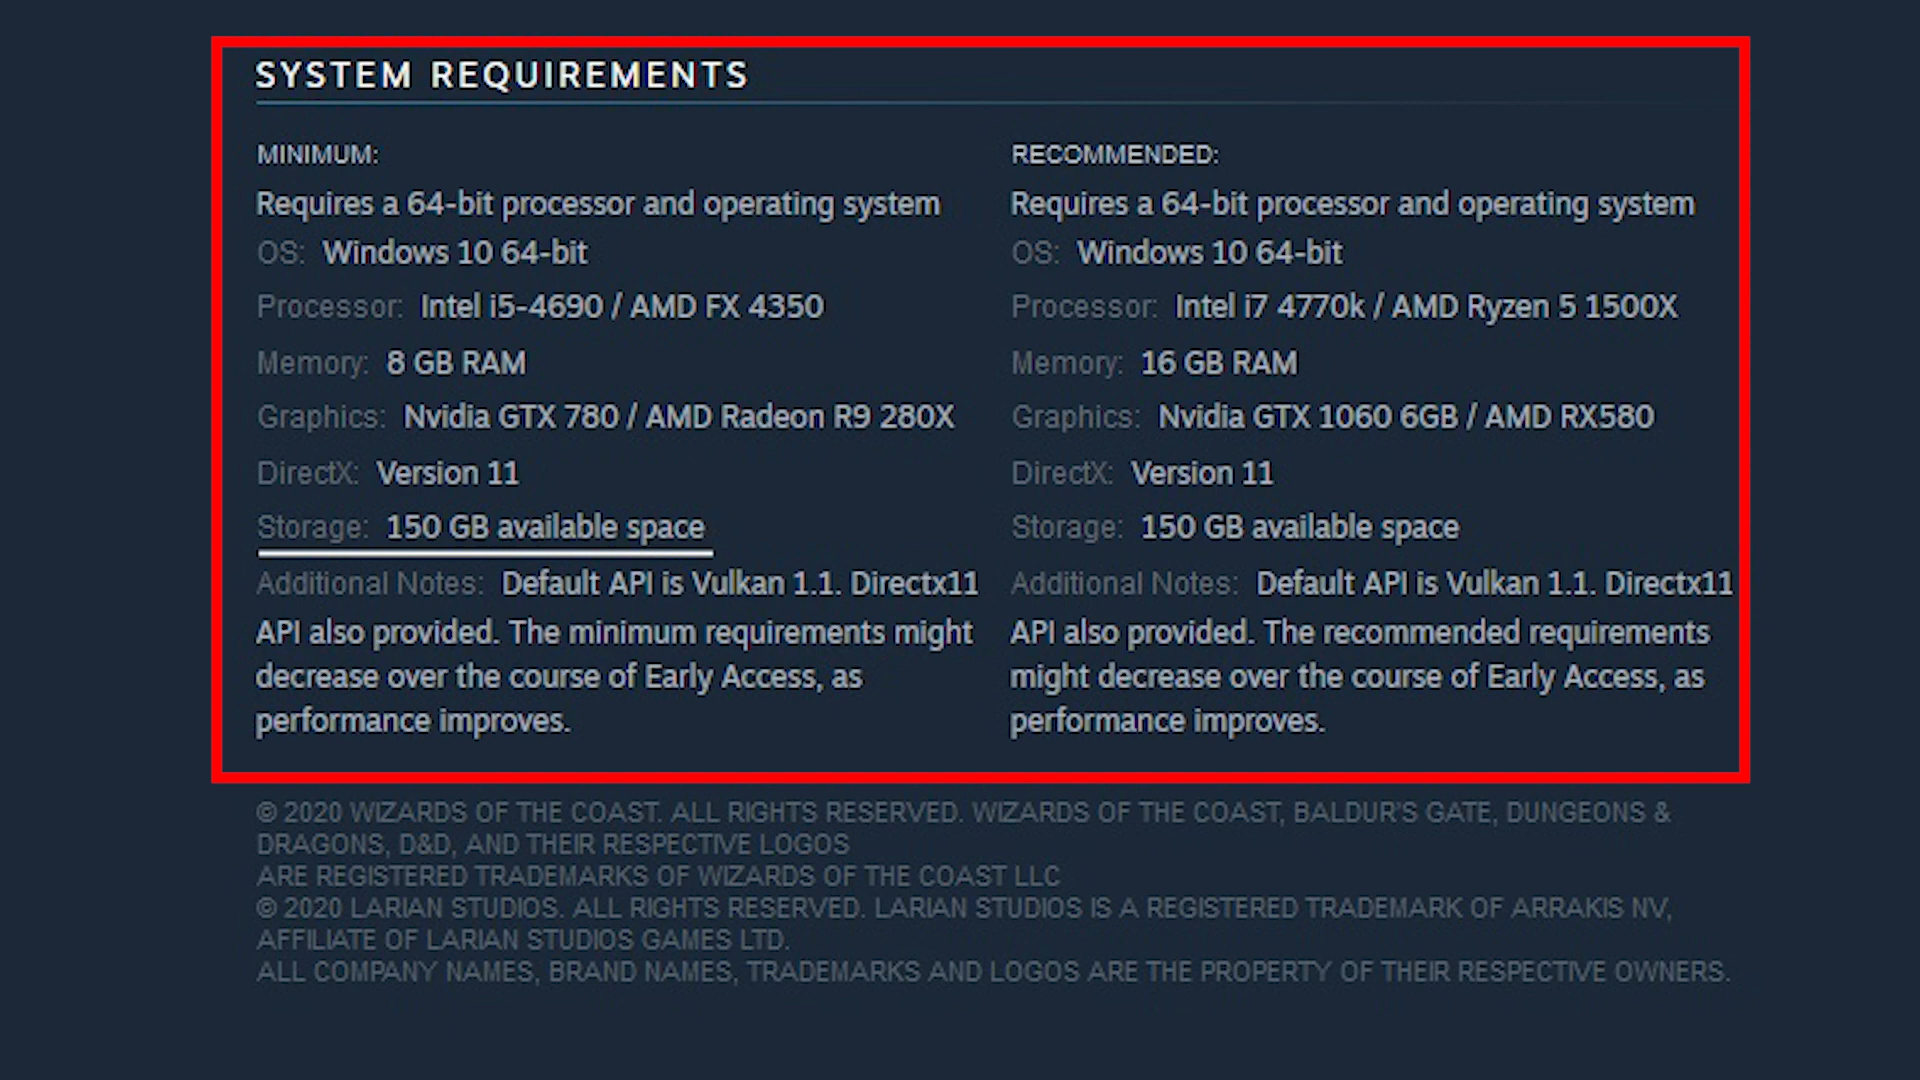 SYSTEM REQUIREMENTS
MINIMUM:
Requires a 64-bit processor and operating system
OS: Windows 10 64-bit
Processor: Intel i5-4690 / AMD FX 4350
Memory: 8 GB RAM
Graphics: Nvidia GTX 780 / AMD Radeon R9 280X
DirectX: Version 11
Storage: 150 GB available space
Additional Notes: Default API is Vulkan 1.1. Directx11
API also provided. The minimum requirements might
decrease over the course of Early Access, as
performance improves.
RECOMMENDED:
Requires a 64-bit processor and operating system
OS: Windows 10 64-bit
Processor: Intel i7 4770k / AMD Ryzen 5 1500X
Memory: 16 GB RAM
Graphics: Nvidia GTX 1060 6GB / AMD RX580
DirectX: Version 11
Storage: 150 GB available space
Additional Notes: Default API is Vulkan 1.1. Directx11
API also provided. The recommended requirements
might decrease over the course of Early Access, as
performance improves.
© 2020 WIZARDS OF THE COAST. ALL RIGHTS RESERVED. WIZARDS OF THE COAST, BALDUR'S GATE, DUNGEONS &
DRAGONS, D&D, AND THEIR RESPECTIVE LOGOS
ARE REGISTERED TRADEMARKS OF WIZARDS OF THE COAST LLC
© 2020 LARIAN STUDIOS. ALL RIGHTS RESERVED. LARIAN STUDIOS IS A REGISTERED TRADEMARK OF ARRAKIS NV,
AFFILIATE OF LARIAN STUDIOS GAMES LTD.
ALL COMPANY NAMES, BRAND NAMES, TRADEMARKS AND LOGOS ARE THE PROPERTY OF THEIR RESPECTIVE OWNERS.